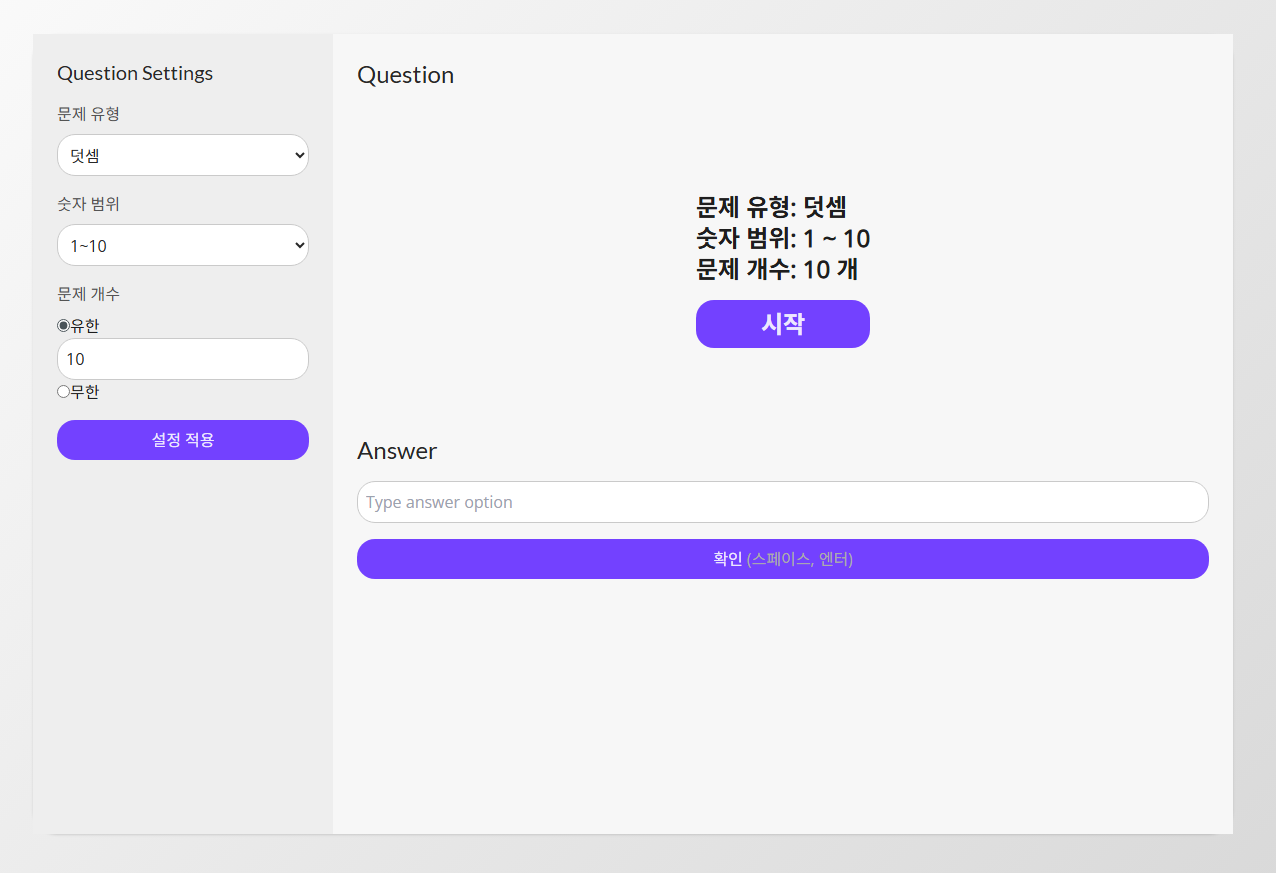 Question Settings
문제 유형
덧셈
숫자 범위
1~10
문제 개수
유한
10
무한
설정 적용
Question
문제 유형: 덧셈
숫자 범위: 1 ~ 10
문제 개수: 10 개
시작
Answer
Type answer option
확인 (스페이스, 엔터)